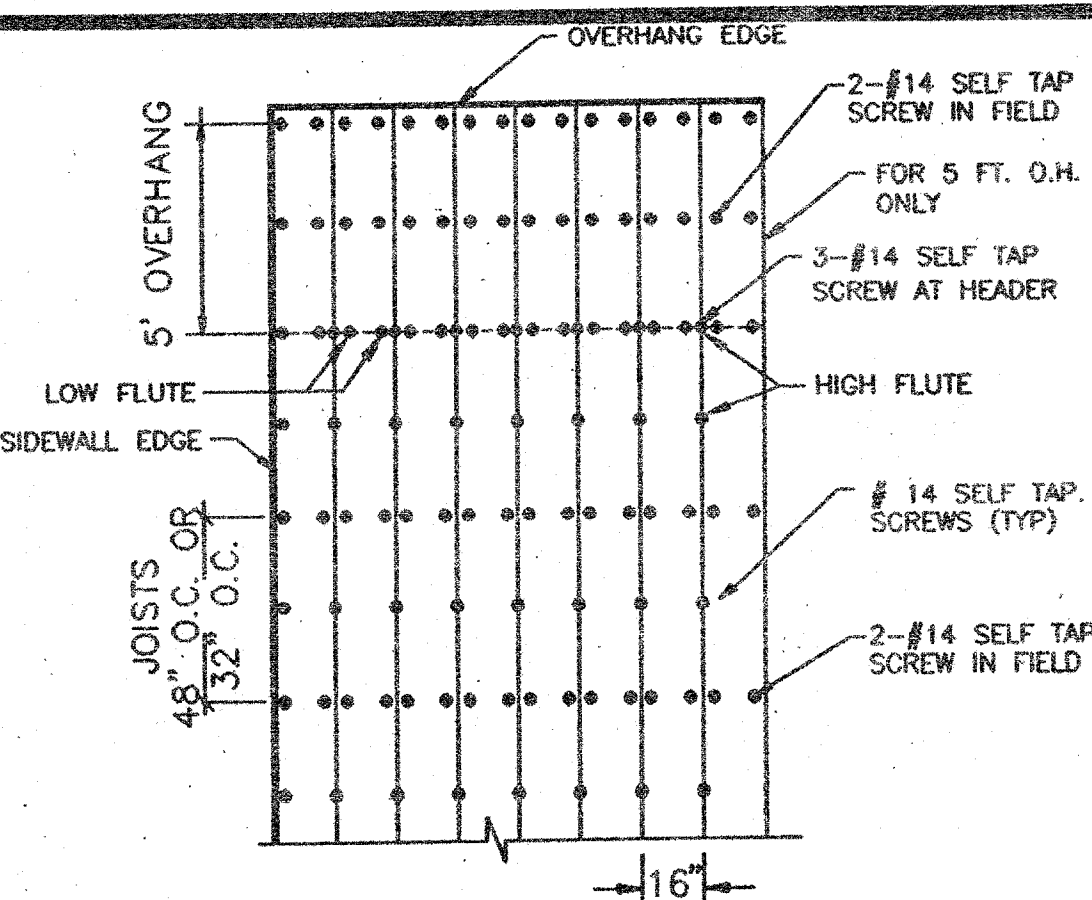 OVERHANG EDGE
2-#14 SELF TAP
SCREW IN FIELD
5' OVERHANG
FOR 5 FT. O.H.
ONLY
3-#14 SELF TAP
SCREW AT HEADER
LOW FLUTE
HIGH FLUTE
SIDEWALL EDGE
# 14 SELF TAP.
SCREWS (TYP)
JOISTS
48" O.C. OR
32" O.C.
2-#14 SELF TAP
SCREW IN FIELD
16"